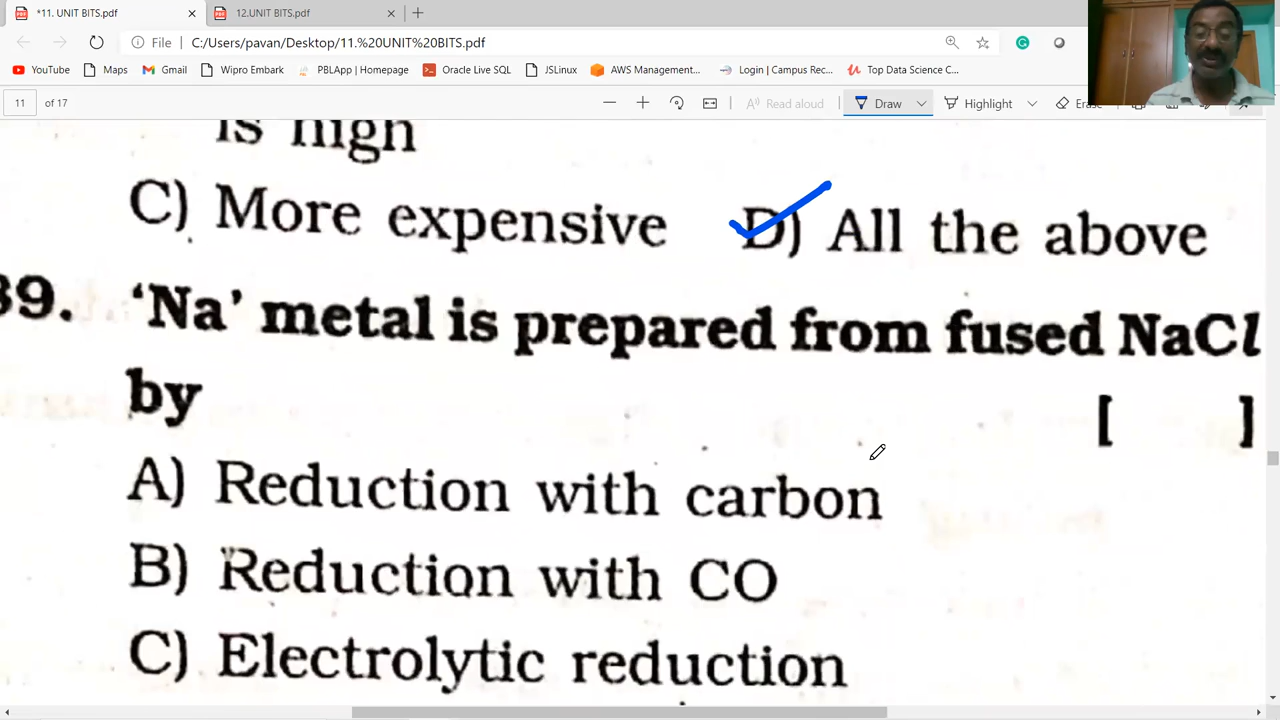 *11. UNIT BITS.pdf
12.UNIT BITS.pdf
File C:/Users/pavan/Desktop/11.%20UNIT%20BITS.pdf
YouTube Maps Gmail Wipro Embark PBLApp | Homepage Oracle Live SQL JSLinux AWS Management... Login | Campus Rec... Top Data Science C...
11 of 17 Read aloud Draw Highlight Erase
is high
C) More expensive D) All the above
39. ‘Na’ metal is prepared from fused NaCl
by [ ]
A) Reduction with carbon
B) Reduction with CO
C) Electrolytic reduction